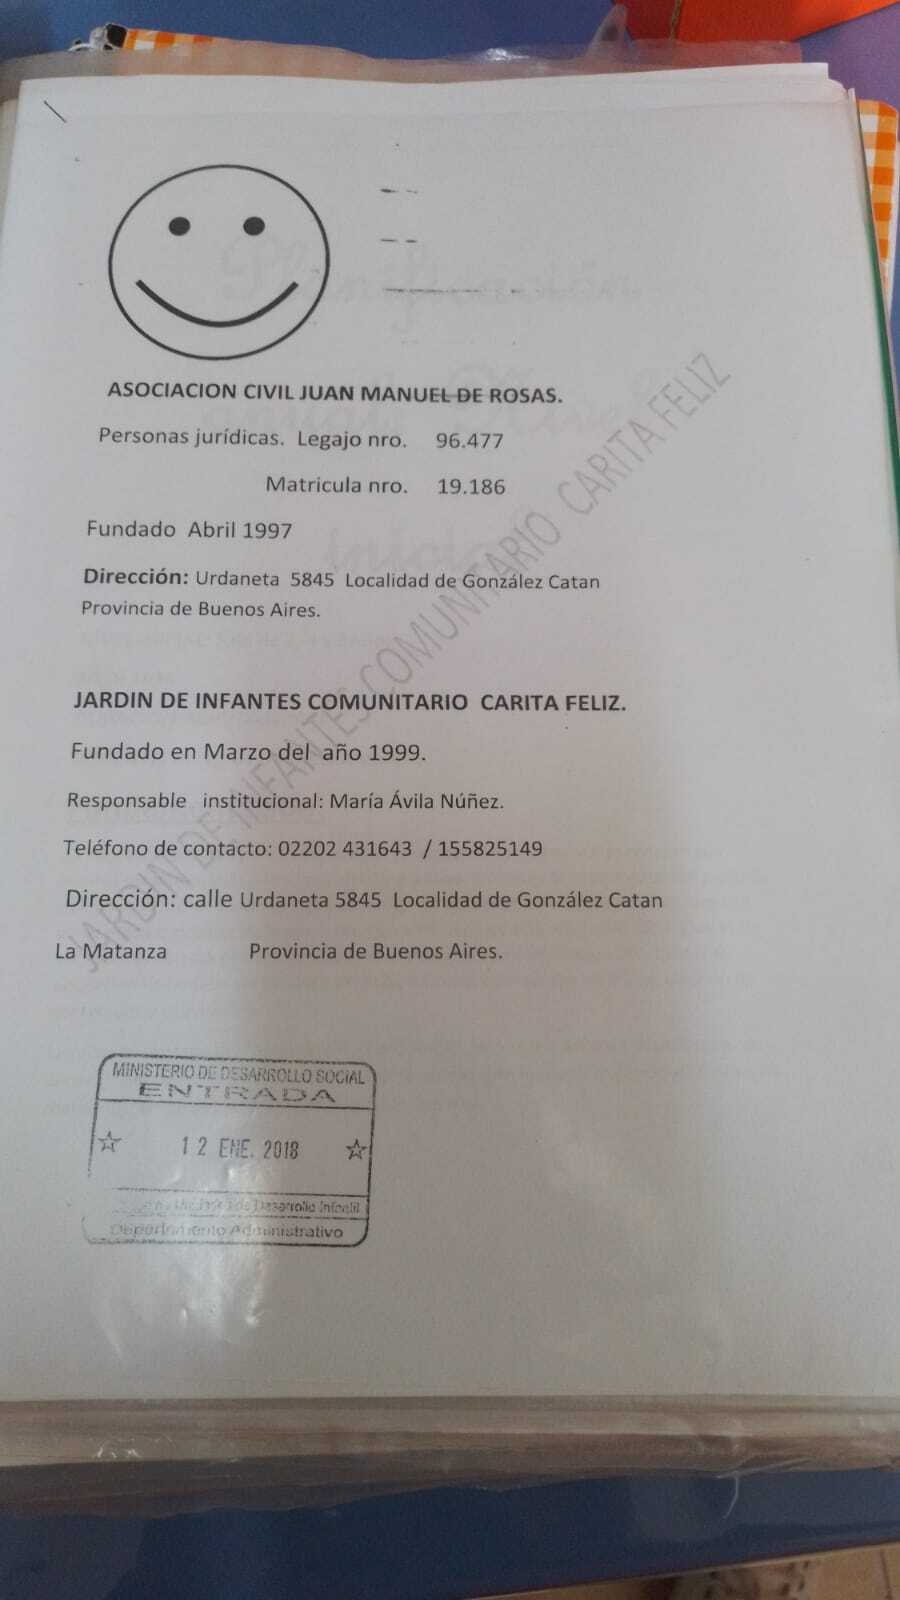 ASOCIACION CIVIL JUAN MANUEL DE ROSAS.
Personas jurídicas. Legajo nro. 96.477
Matricula nro. 19.186
Fundado Abril 1997
Dirección: Urdaneta 5845 Localidad de González Catan
Provincia de Buenos Aires.
JARDIN DE INFANTES COMUNITARIO CARITA FELIZ
JARDIN DE INFANTES COMUNITARIO CARITA FELIZ.
Fundado en Marzo del año 1999.
Responsable institucional: María Ávila Núñez.
Teléfono de contacto: 02202 431643 / 155825149
Dirección: calle Urdaneta 5845 Localidad de González Catan
La Matanza Provincia de Buenos Aires.
MINISTERIO DE DESARROLLO SOCIAL
ENTRADA
12 ENE. 2018
de Desarrollo Infantil
Departamento Administrativo